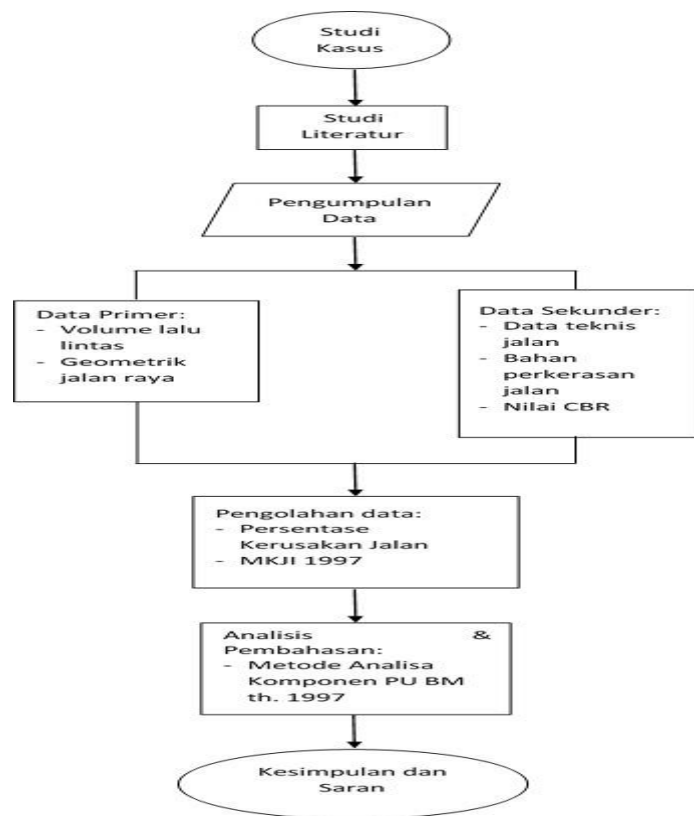 Studi
Kasus
Studi
Literatur
Pengumpulan
Data
Data Primer:
- Volume lalu
lintas
- Geometrik
jalan raya
Data Sekunder:
- Data teknis
jalan
- Bahan
perkerasan
jalan
- Nilai CBR
Pengolahan data:
- Persentase
Kerusakan Jalan
- MKJI 1997
Analisis &
Pembahasan:
- Metode Analisa
Komponen PU BM
th. 1997
Kesimpulan dan
Saran